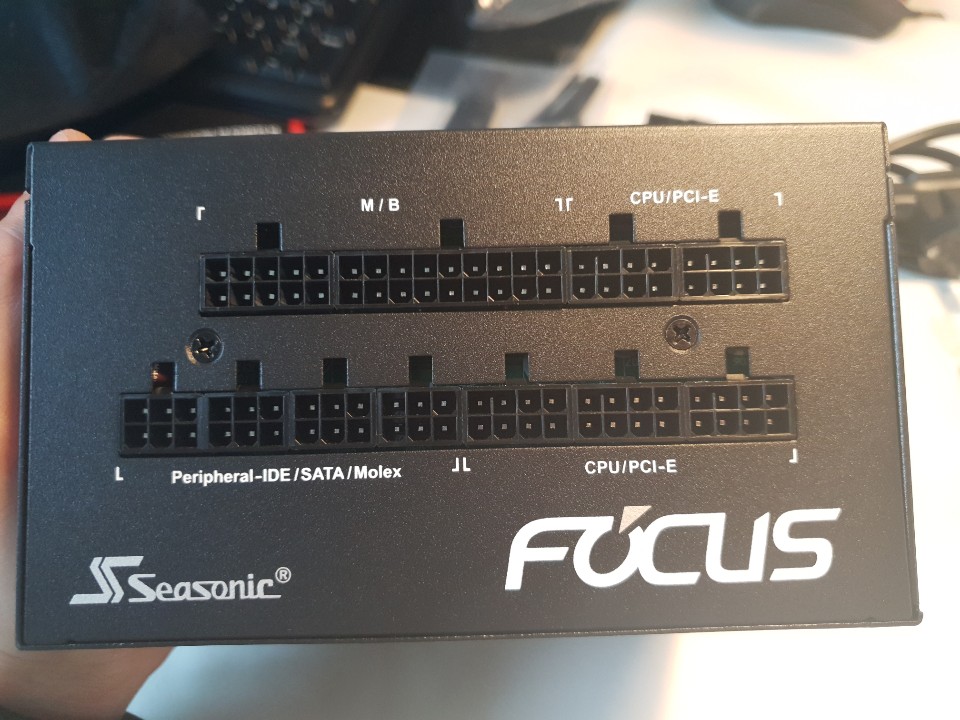 M / B
CPU/PCI-E
Peripheral-IDE/SATA/Molex
CPU/PCI-E
FOCUS
Seasonic®